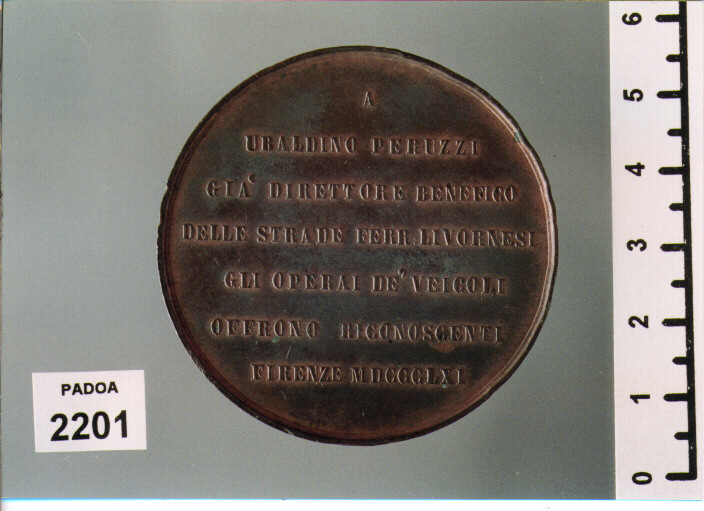 A
UBALDINO PERUZZI
GIA' DIRETTORE BENEFICO
DELLE STRADE FERR. LIVORNESI
GLI OPERAI DE' VEICOLI
OFFRONO RICONOSCENTI
FIRENZE MDCCCLXI
PADOA
2201
6
5
4
3
2
1
0